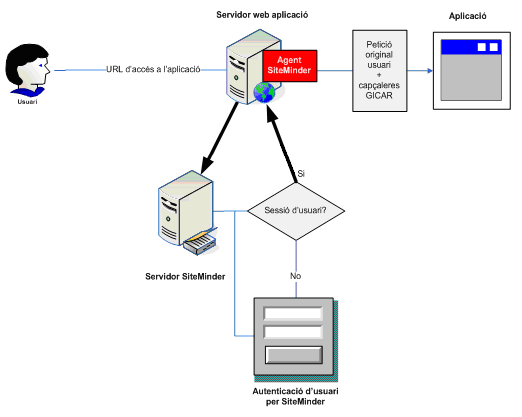 Servidor web aplicació
Aplicació
Agent
SiteMinder
Petició
original
usuari
+
capçaleres
GICAR
URL d'accés a l'aplicació
Usuari
Si
Sessió d'usuari?
Servidor SiteMinder
No
Autenticació d'usuari
per SiteMinder